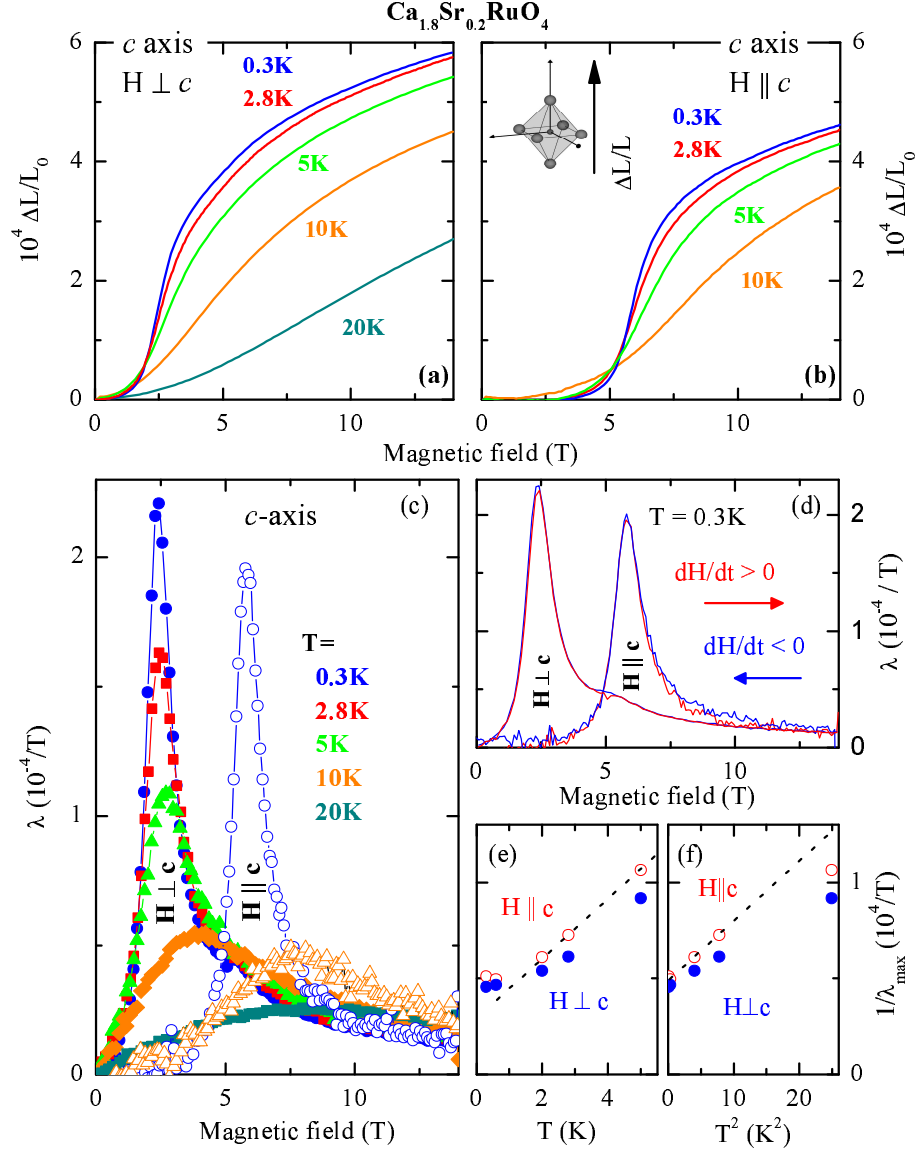 Ca1.8Sr0.2RuO4
c axis
H ⊥ c
0.3K
2.8K
5K
10K
20K
(a)
10^4 ΔL/L0
0
2
4
6
0 5 10
c axis
H || c
0.3K
2.8K
5K
10K
(b)
ΔL/L
10^4 ΔL/L0
0
2
4
6
0 5 10
Magnetic field (T)
(c)
c-axis
T =
0.3K
2.8K
5K
10K
20K
H ⊥ c
H || c
λ (10^-4/T)
0
1
2
0 5 10
Magnetic field (T)
(d)
T = 0.3K
dH/dt > 0
dH/dt < 0
H ⊥ c
H || c
λ (10^-4 / T)
0
1
2
0 5 10
Magnetic field (T)
(e)
H || c
H ⊥ c
0 2 4
T (K)
(f)
H||c
H⊥c
0 10 20
T^2 (K^2)
0
1
1/λmax (10^4/T)